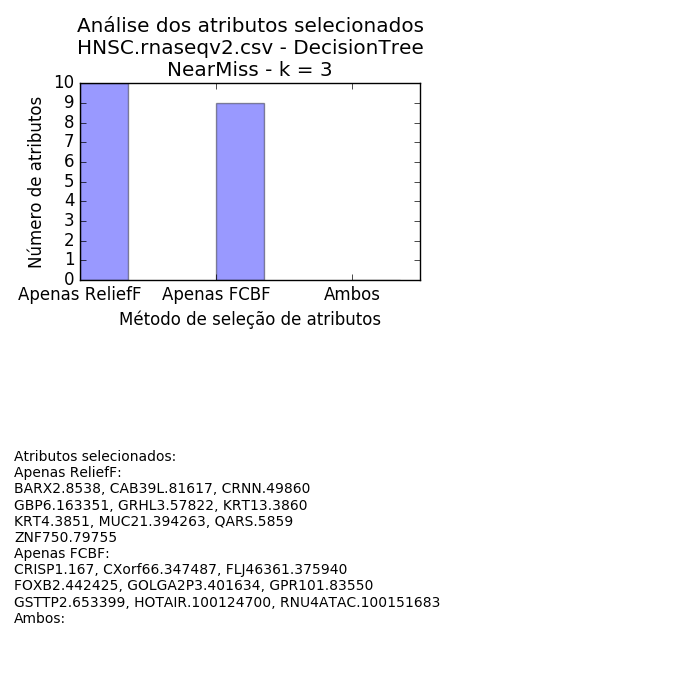 Análise dos atributos selecionados
HNSC.rnaseqv2.csv - DecisionTree
NearMiss - k = 3
10
9
8
7
6
5
4
3
2
1
0
Número de atributos
Apenas ReliefF Apenas FCBF Ambos
Método de seleção de atributos
Atributos selecionados:
Apenas ReliefF:
BARX2.8538, CAB39L.81617, CRNN.49860
GBP6.163351, GRHL3.57822, KRT13.3860
KRT4.3851, MUC21.394263, QARS.5859
ZNF750.79755
Apenas FCBF:
CRISP1.167, CXorf66.347487, FLJ46361.375940
FOXB2.442425, GOLGA2P3.401634, GPR101.83550
GSTTP2.653399, HOTAIR.100124700, RNU4ATAC.100151683
Ambos: